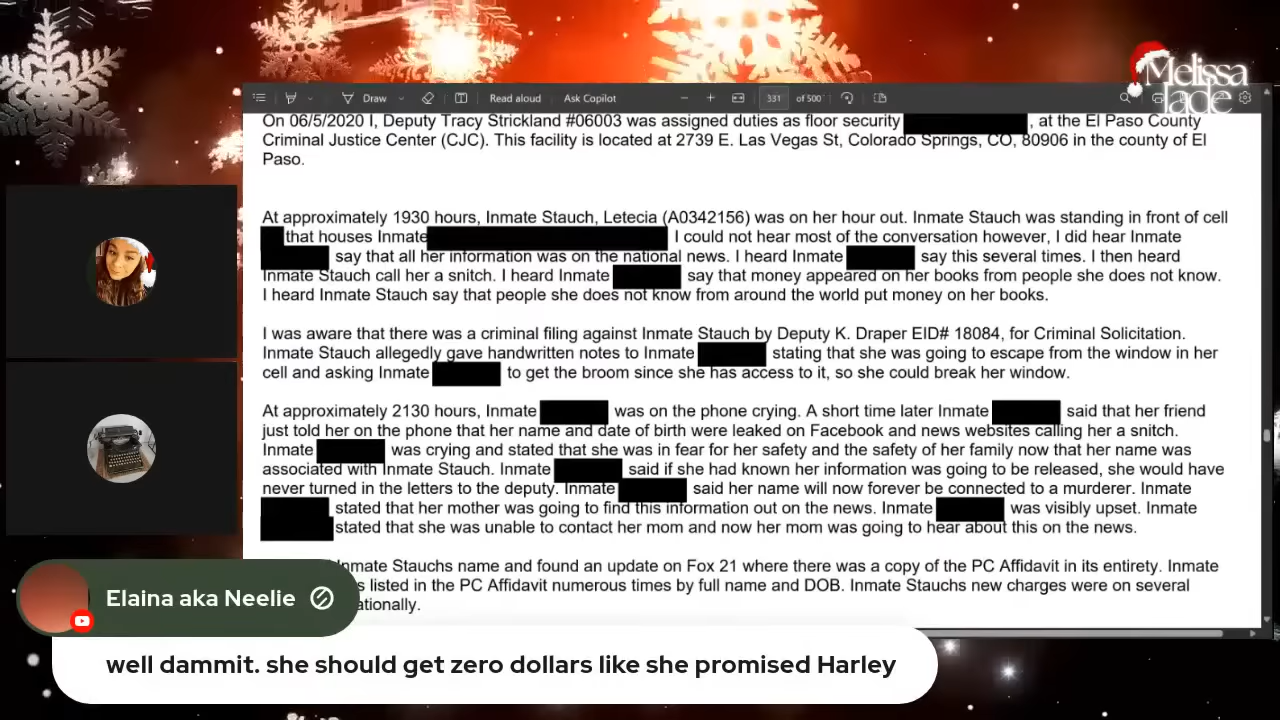 Melissa
Jade
Draw
Read aloud
Ask Copilot
331 of 500
On 06/5/2020 I, Deputy Tracy Strickland #06003 was assigned duties as floor security , at the El Paso County
Criminal Justice Center (CJC). This facility is located at 2739 E. Las Vegas St, Colorado Springs, CO, 80906 in the county of El
Paso.
At approximately 1930 hours, Inmate Stauch, Letecia (A0342156) was on her hour out. Inmate Stauch was standing in front of cell
that houses Inmate I could not hear most of the conversation however, I did hear Inmate
say that all her information was on the national news. I heard Inmate say this several times. I then heard
Inmate Stauch call her a snitch. I heard Inmate say that money appeared on her books from people she does not know.
I heard Inmate Stauch say that people she does not know from around the world put money on her books.
I was aware that there was a criminal filing against Inmate Stauch by Deputy K. Draper EID# 18084, for Criminal Solicitation.
Inmate Stauch allegedly gave handwritten notes to Inmate stating that she was going to escape from the window in her
cell and asking Inmate to get the broom since she has access to it, so she could break her window.
At approximately 2130 hours, Inmate was on the phone crying. A short time later Inmate said that her friend
just told her on the phone that her name and date of birth were leaked on Facebook and news websites calling her a snitch.
Inmate was crying and stated that she was in fear for her safety and the safety of her family now that her name was
associated with Inmate Stauch. Inmate said if she had known her information was going to be released, she would have
never turned in the letters to the deputy. Inmate said her name will now forever be connected to a murderer. Inmate
stated that her mother was going to find this information out on the news. Inmate was visibly upset. Inmate
stated that she was unable to contact her mom and now her mom was going to hear about this on the news.
Inmate Stauchs name and found an update on Fox 21 where there was a copy of the PC Affidavit in its entirety. Inmate
listed in the PC Affidavit numerous times by full name and DOB. Inmate Stauchs new charges were on several
Elaina aka Neelie
well dammit. she should get zero dollars like she promised Harley